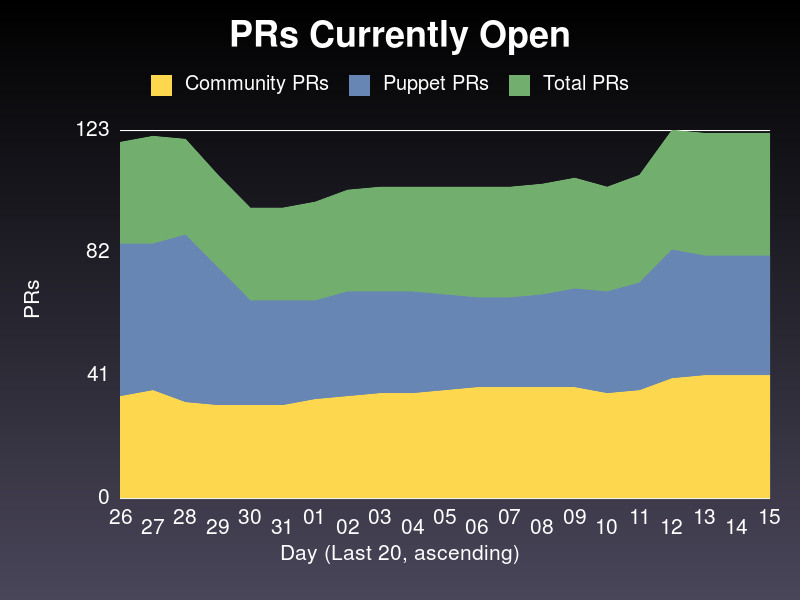 PRs Currently Open
Community PRs Puppet PRs Total PRs
123
82
41
0
PRs
26 27 28 29 30 31 01 02 03 04 05 06 07 08 09 10 11 12 13 14 15
Day (Last 20, ascending)